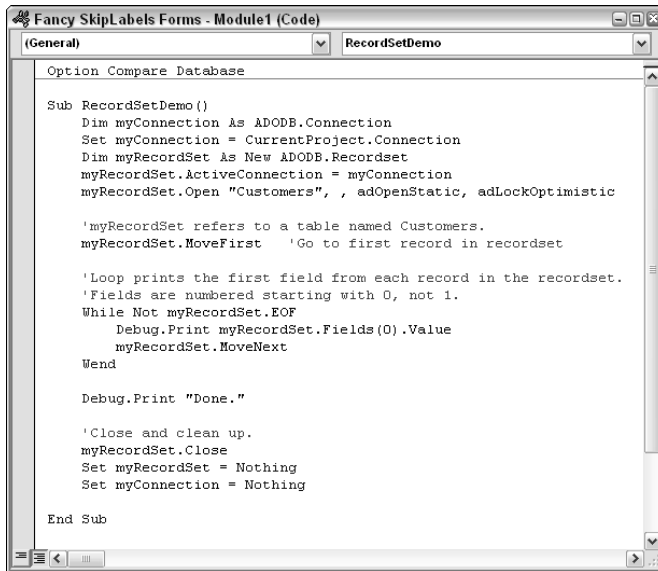 Fancy SkipLabels Forms - Module1 (Code)
(General) RecordSetDemo
Option Compare Database
Sub RecordSetDemo()
Dim myConnection As ADODB.Connection
Set myConnection = CurrentProject.Connection
Dim myRecordSet As New ADODB.Recordset
myRecordSet.ActiveConnection = myConnection
myRecordSet.Open "Customers", , adOpenStatic, adLockOptimistic
'myRecordSet refers to a table named Customers.
myRecordSet.MoveFirst 'Go to first record in recordset
'Loop prints the first field from each record in the recordset.
'Fields are numbered starting with 0, not 1.
While Not myRecordSet.EOF
Debug.Print myRecordSet.Fields(0).Value
myRecordSet.MoveNext
Wend
Debug.Print "Done."
'Close and clean up.
myRecordSet.Close
Set myRecordSet = Nothing
Set myConnection = Nothing
End Sub